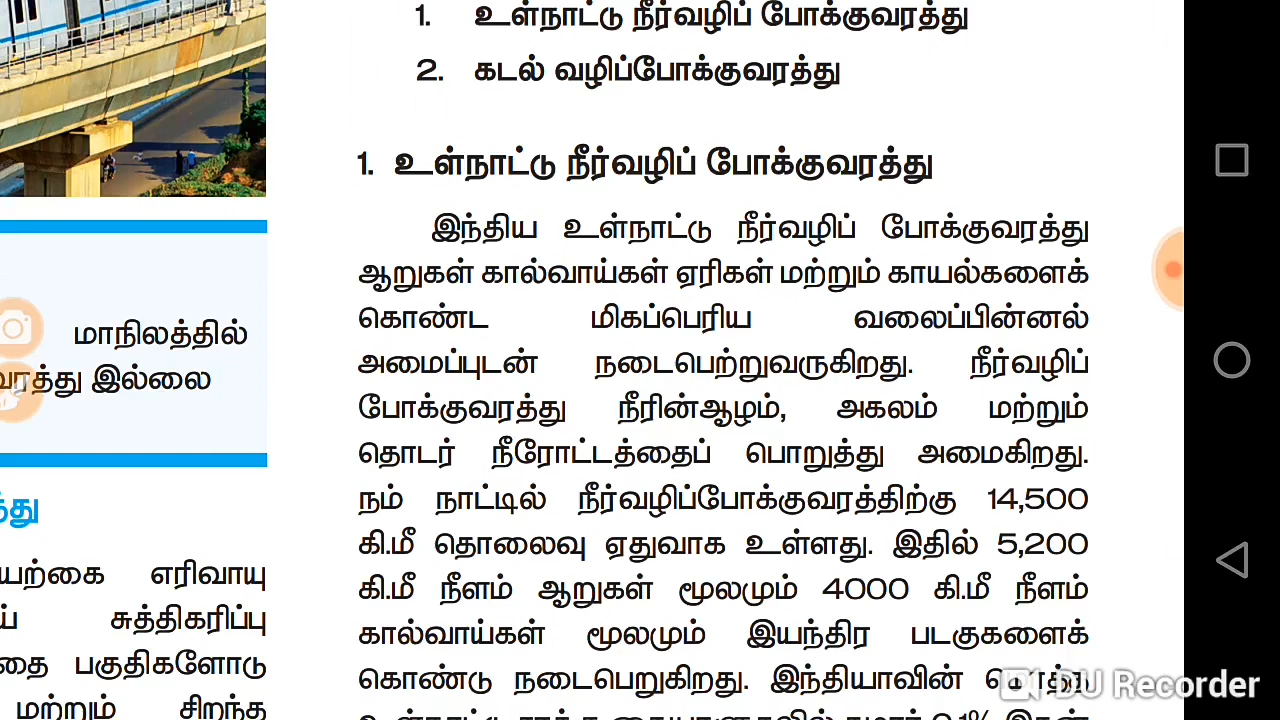 மாநிலத்தில்
இல்லை
எரிவாயு
சுத்திகரிப்பு
பகுதிகளோடு
மற்றும் சிறந்த
1. உள்நாட்டு நீர்வழிப் போக்குவரத்து
2. கடல் வழிப்போக்குவரத்து
1. உள்நாட்டு நீர்வழிப் போக்குவரத்து
இந்திய உள்நாட்டு நீர்வழிப் போக்குவரத்து
ஆறுகள் கால்வாய்கள் ஏரிகள் மற்றும் காயல்களைக்
கொண்ட மிகப்பெரிய வலைப்பின்னல்
அமைப்புடன் நடைபெற்றுவருகிறது. நீர்வழிப்
போக்குவரத்து நீரின்ஆழம், அகலம் மற்றும்
தொடர் நீரோட்டத்தைப் பொறுத்து அமைகிறது.
நம் நாட்டில் நீர்வழிப்போக்குவரத்திற்கு 14,500
கி.மீ தொலைவு ஏதுவாக உள்ளது. இதில் 5,200
கி.மீ நீளம் ஆறுகள் மூலமும் 4000 கி.மீ நீளம்
கால்வாய்கள் மூலமும் இயந்திர படகுகளைக்
கொண்டு நடைபெறுகிறது. இந்தியாவின்
DU Recorder